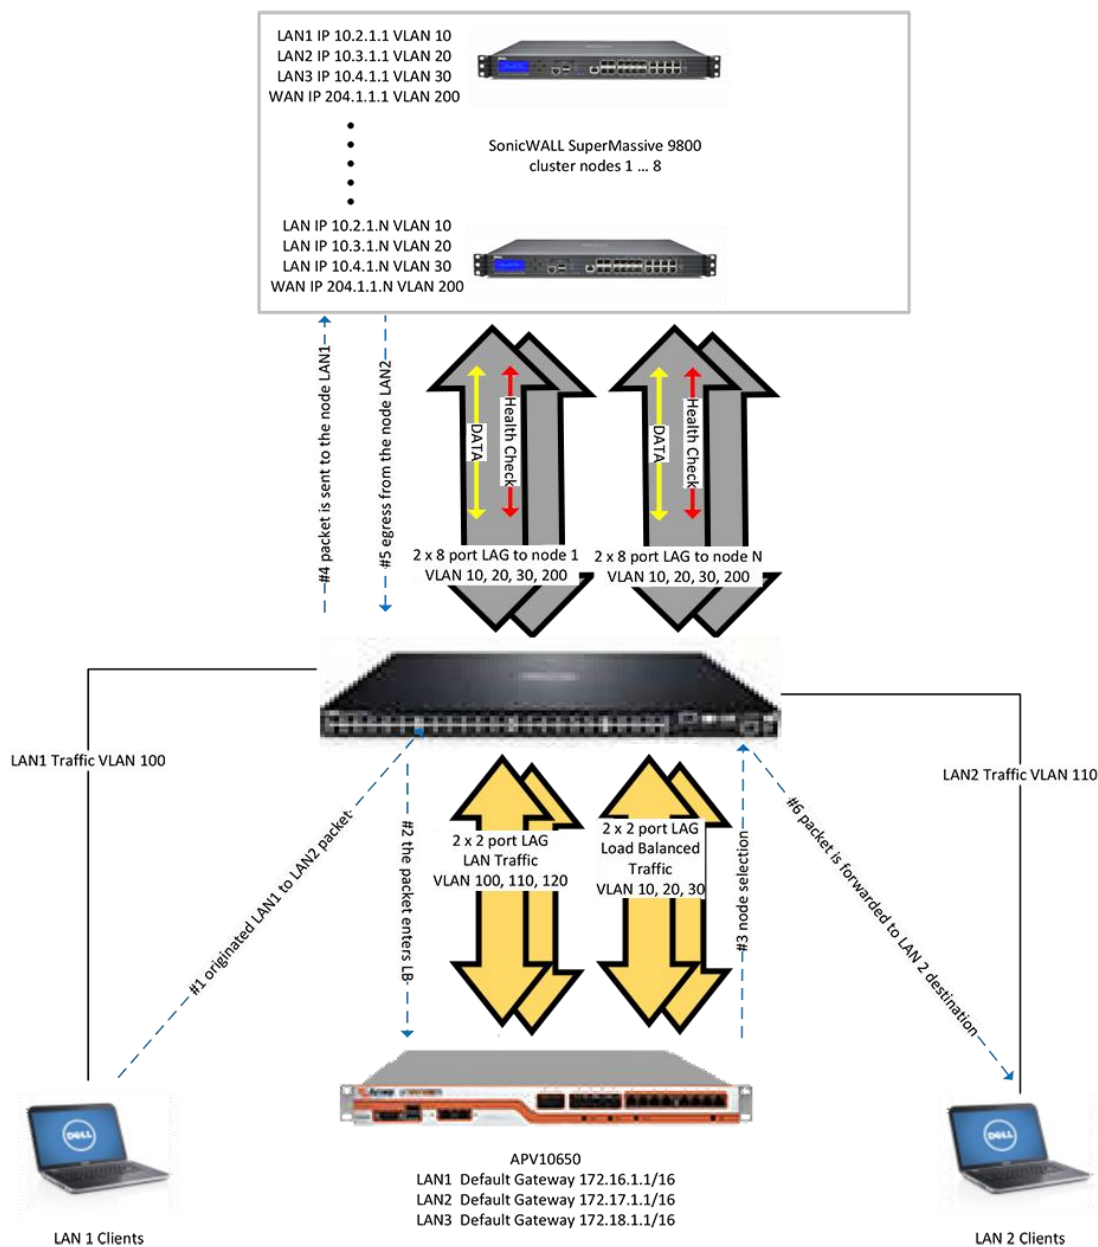 LAN1 IP 10.2.1.1 VLAN 10
LAN2 IP 10.3.1.1 VLAN 20
LAN3 IP 10.4.1.1 VLAN 30
WAN IP 204.1.1.1 VLAN 200
SonicWALL SuperMassive 9800
cluster nodes 1 ... 8
LAN IP 10.2.1.N VLAN 10
LAN IP 10.3.1.N VLAN 20
LAN IP 10.4.1.N VLAN 30
WAN IP 204.1.1.N VLAN 200
#4 packet is sent to the node LAN1
#5 egress from the node LAN2
DATA
Health Check
DATA
Health Check
2 x 8 port LAG to node 1
VLAN 10, 20, 30, 200
2 x 8 port LAG to node N
VLAN 10, 20, 30, 200
LAN1 Traffic VLAN 100
LAN2 Traffic VLAN 110
#1 originated LAN1 to LAN2 packet
#2 the packet enters LB
2 x 2 port LAG
LAN Traffic
VLAN 100, 110, 120
2 x 2 port LAG
Load Balanced
Traffic
VLAN 10, 20, 30
#3 node selection
#6 packet is forwarded to LAN 2 destination
DELL
DELL
APV10650
LAN1 Default Gateway 172.16.1.1/16
LAN2 Default Gateway 172.17.1.1/16
LAN3 Default Gateway 172.18.1.1/16
LAN 1 Clients
LAN 2 Clients